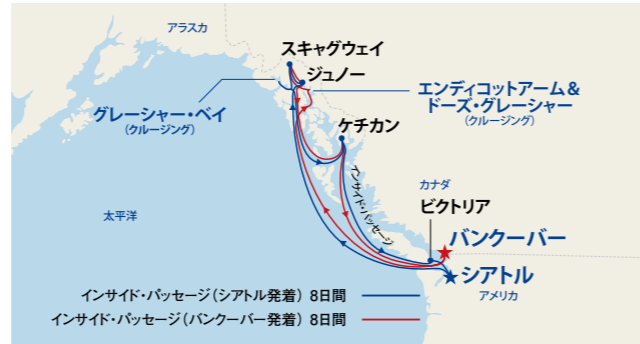 アラスカ
スキャグウェイ
ジュノー
グレーシャー・ベイ
(クルージング)
エンディコットアーム&
ドーズ・グレーシャー
(クルージング)
ケチカン
インサイド・パッセージ
カナダ
ビクトリア
太平洋
バンクーバー
シアトル
アメリカ
インサイド・パッセージ(シアトル発着) 8日間
インサイド・パッセージ(バンクーバー発着) 8日間